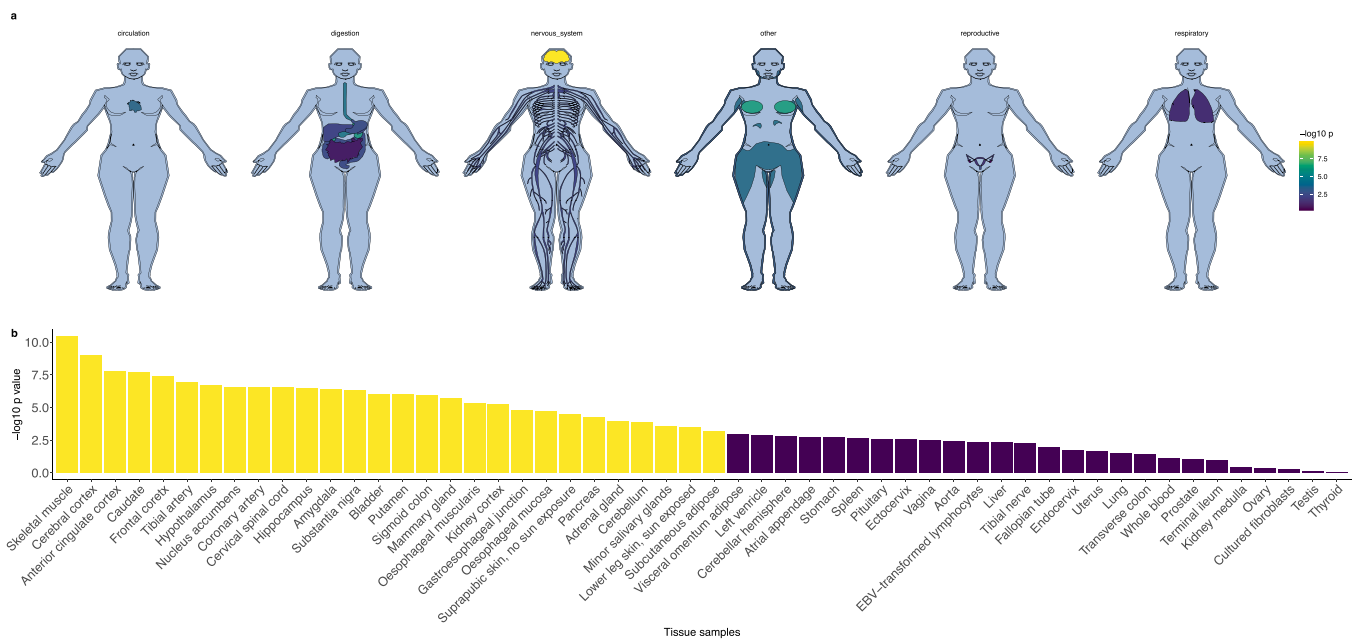 a
circulation
digestion
nervous_system
other
reproductive
respiratory
−log10 p
7.5
5.0
2.5
b
10.0
7.5
5.0
2.5
0.0
−log10 p value
Skeletal muscle
Cerebral cortex
Anterior cingulate cortex
Caudate
Frontal coretx
Tibial artery
Hypothalamus
Nucleus accumbens
Coronary artery
Cervical spinal cord
Hippocampus
Amygdala
Substantia nigra
Bladder
Putamen
Sigmoid colon
Mammary gland
Oesophageal muscularis
Kidney cortex
Gastroesophageal junction
Oesophageal mucosa
Suprapubic skin, no sun exposure
Pancreas
Adrenal gland
Cerebellum
Minor salivary glands
Lower leg skin, sun exposed
Subcutaneous adipose
Visceral omentum adipose
Left ventricle
Cerebellar hemisphere
Atrial appendage
Stomach
Spleen
Pituitary
Ectocervix
Vagina
Aorta
EBV−transformed lymphocytes
Liver
Tibial nerve
Fallopian tube
Endocervix
Uterus
Lung
Transverse colon
Whole blood
Prostate
Terminal ileum
Kidney medulla
Ovary
Cultured fibroblasts
Testis
Thyroid
Tissue samples